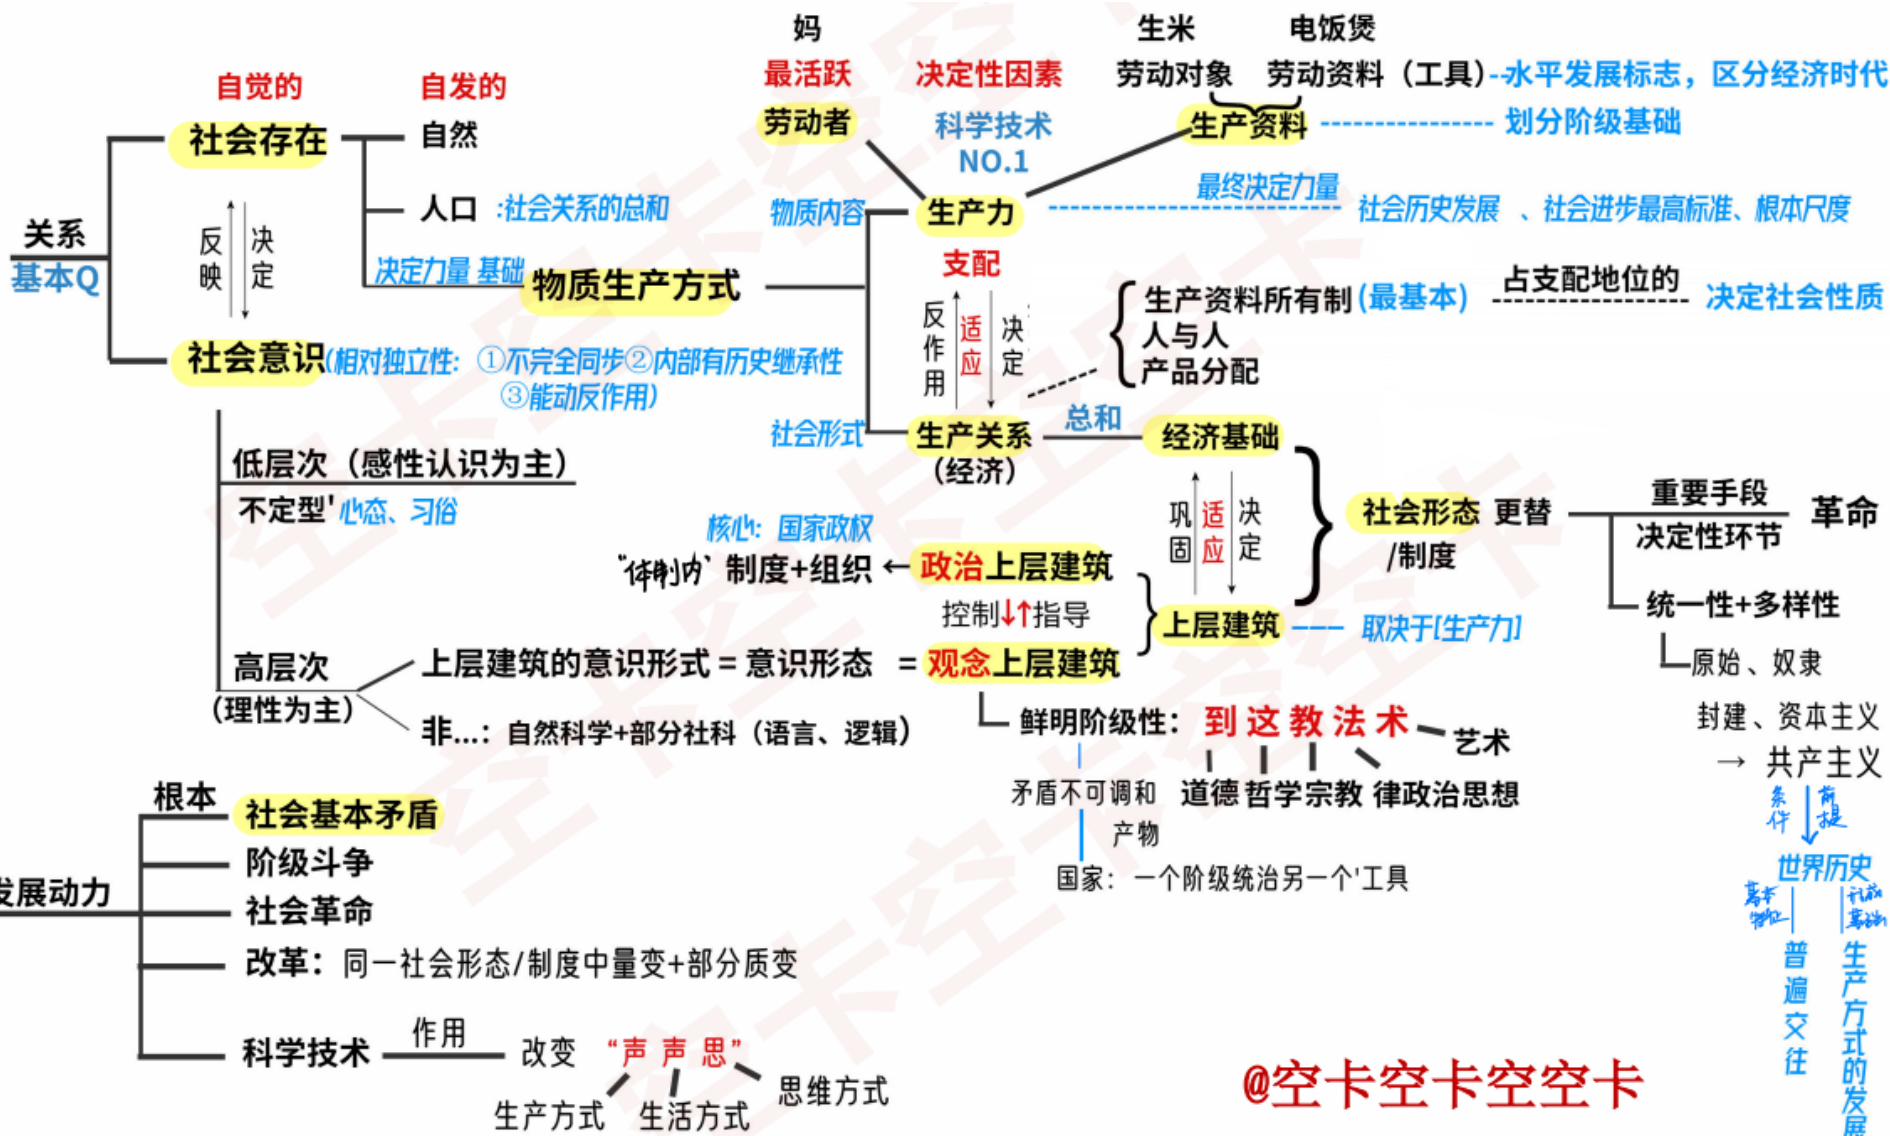 妈
生米
电饭煲
自觉的
自发的
最活跃
决定性因素
劳动对象
劳动资料（工具）--水平发展标志，区分经济时代
社会存在
自然
劳动者
科学技术
NO.1
生产资料
划分阶级基础
人口
:社会关系的总和
物质内容
生产力
最终决定力量
社会历史发展 、社会进步最高标准、根本尺度
关系
基本Q
反映
决定
决定力量 基础
物质生产方式
支配
反作用
适应
决定
生产资料所有制(最基本)
占支配地位的
决定社会性质
人与人
产品分配
社会意识(相对独立性：①不完全同步②内部有历史继承性
③能动反作用)
社会形式
生产关系
（经济）
总和
经济基础
低层次（感性认识为主）
不定型'心态、习俗
巩固
适应
决定
社会形态 更替
/制度
重要手段
决定性环节
革命
核心：国家政权
“体制内” 制度+组织 ← 政治上层建筑
控制↓↑指导
上层建筑
取决于[生产力]
统一性+多样性
原始、奴隶
封建、资本主义
→ 共产主义
高层次
（理性为主）
上层建筑的意识形式 = 意识形态 = 观念上层建筑
非...：自然科学+部分社科（语言、逻辑）
鲜明阶级性：到 这 教 法 术
艺术
矛盾不可调和
产物
道德 哲学 宗教 律政治思想
国家：一个阶级统治另一个'工具
条件
前提
世界历史
基本
特征
形成
基础
普遍交往
生产方式的发展
发展动力
根本
社会基本矛盾
阶级斗争
社会革命
改革：同一社会形态/制度中量变+部分质变
科学技术
作用
改变
“声 声 思”
生产方式
生活方式
思维方式
@空卡空卡空空卡
空卡空卡空空卡